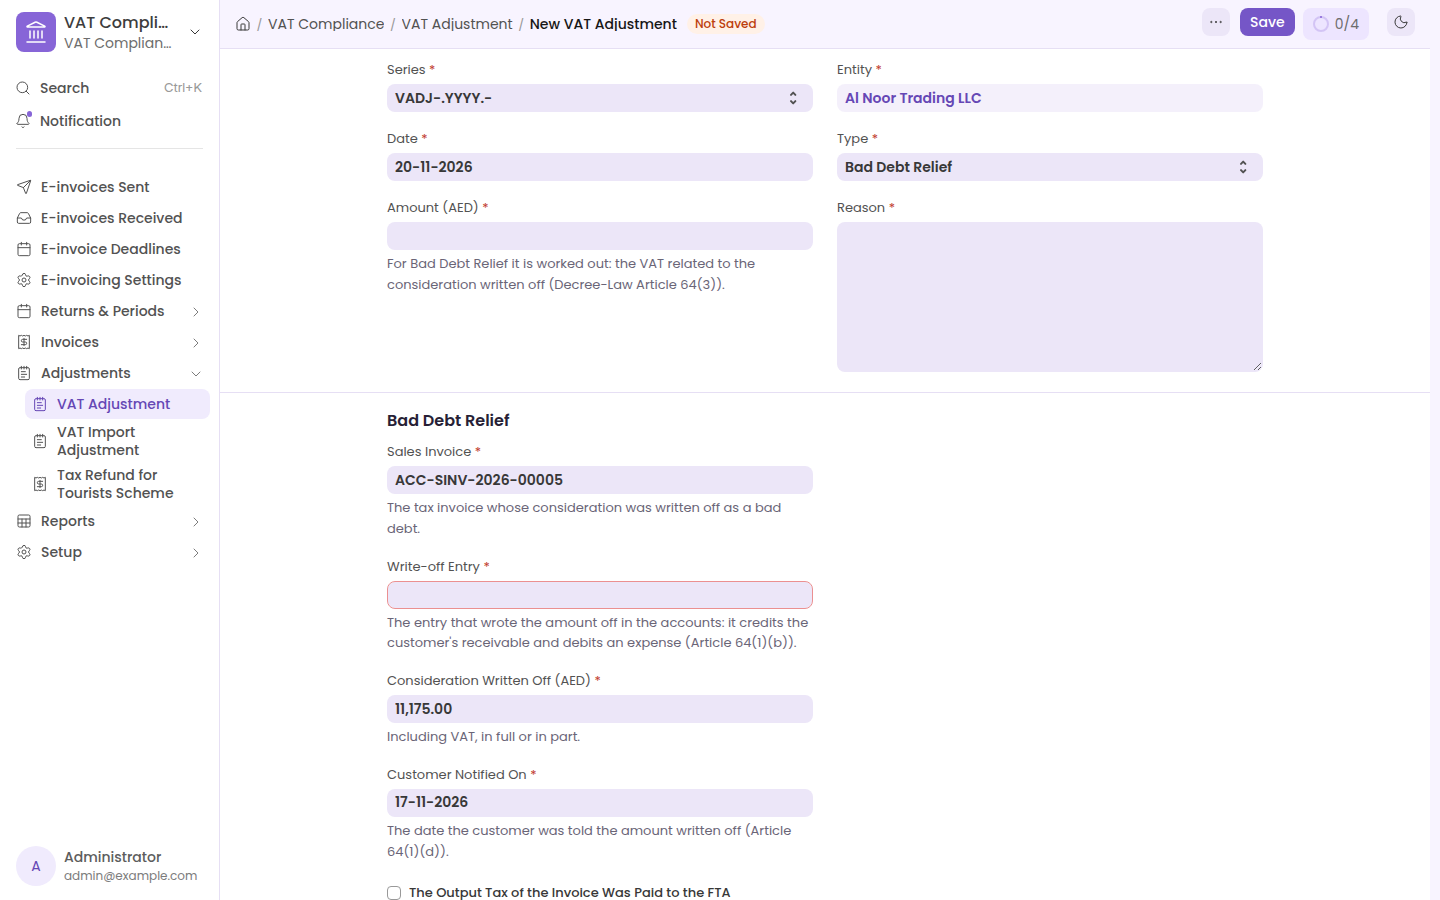 VAT Compli...
VAT Complian...
Search
Ctrl+K
Notification
E-invoices Sent
E-invoices Received
E-invoice Deadlines
E-invoicing Settings
Returns & Periods
Invoices
Adjustments
VAT Adjustment
VAT Import
Adjustment
Tax Refund for
Tourists Scheme
Reports
Setup
A
Administrator
admin@example.com
/ VAT Compliance / VAT Adjustment / New VAT Adjustment Not Saved
Save
0/4
Series *
VADJ-.YYYY.-
Entity *
Al Noor Trading LLC
Date *
20-11-2026
Type *
Bad Debt Relief
Amount (AED) *
For Bad Debt Relief it is worked out: the VAT related to the
consideration written off (Decree-Law Article 64(3)).
Reason *
Bad Debt Relief
Sales Invoice *
ACC-SINV-2026-00005
The tax invoice whose consideration was written off as a bad
debt.
Write-off Entry *
The entry that wrote the amount off in the accounts: it credits the
customer's receivable and debits an expense (Article 64(1)(b)).
Consideration Written Off (AED) *
11,175.00
Including VAT, in full or in part.
Customer Notified On *
17-11-2026
The date the customer was told the amount written off (Article
64(1)(d)).
The Output Tax of the Invoice Was Paid to the FTA